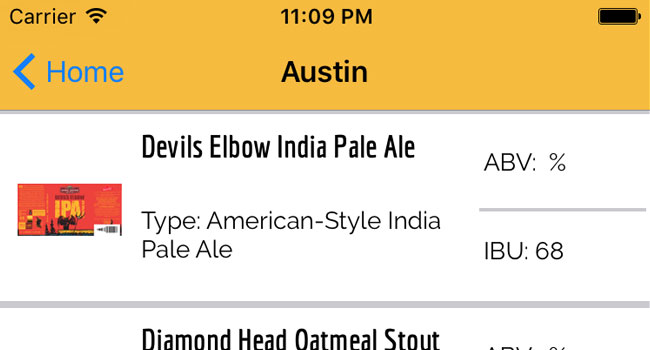 Carrier 11:09 PM
Home Austin
Devils Elbow India Pale Ale
ABV: %
Type: American-Style India
Pale Ale
IBU: 68
IPA
Diamond Head Oatmeal Stout
ABV: %